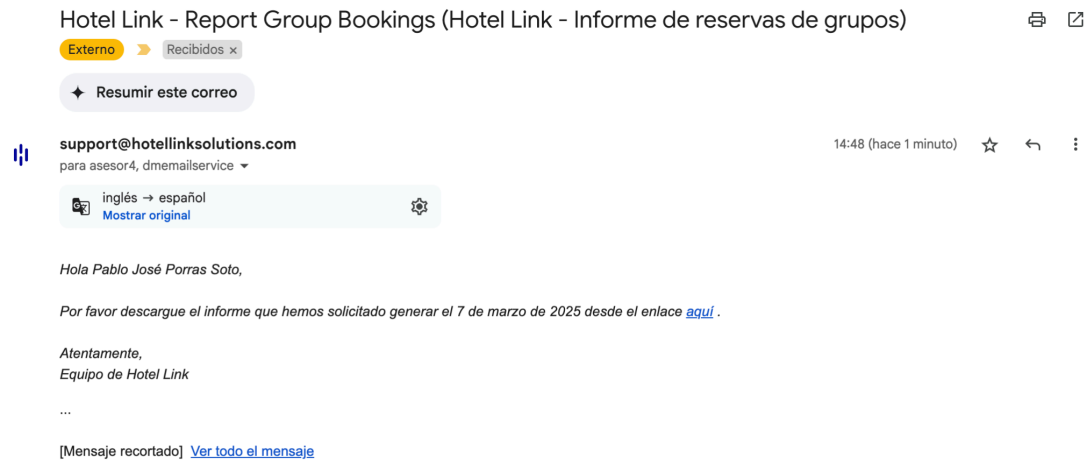 Hotel Link - Report Group Bookings (Hotel Link - Informe de reservas de grupos)
Externo Recibidos ×
Resumir este correo
support@hotellinksolutions.com 14:48 (hace 1 minuto)
para asesor4, dmemailservice
inglés → español
Mostrar original
Hola Pablo José Porras Soto,
Por favor descargue el informe que hemos solicitado generar el 7 de marzo de 2025 desde el enlace aquí .
Atentamente,
Equipo de Hotel Link
...
[Mensaje recortado] Ver todo el mensaje